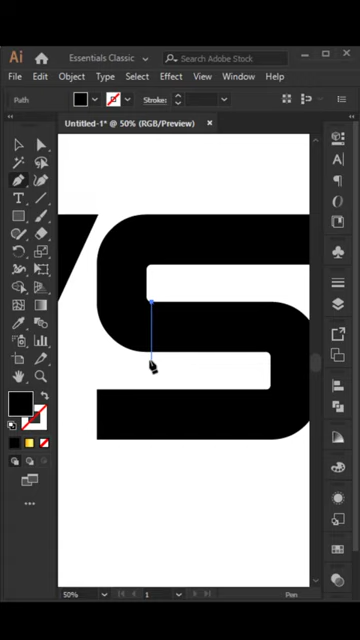 Ai Essentials Classic Search Adobe Stock
File Edit Object Type Select Effect View Window Help
Path Stroke:
Untitled-1* @ 50% (RGB/Preview) ×
S
50% 1 Pen